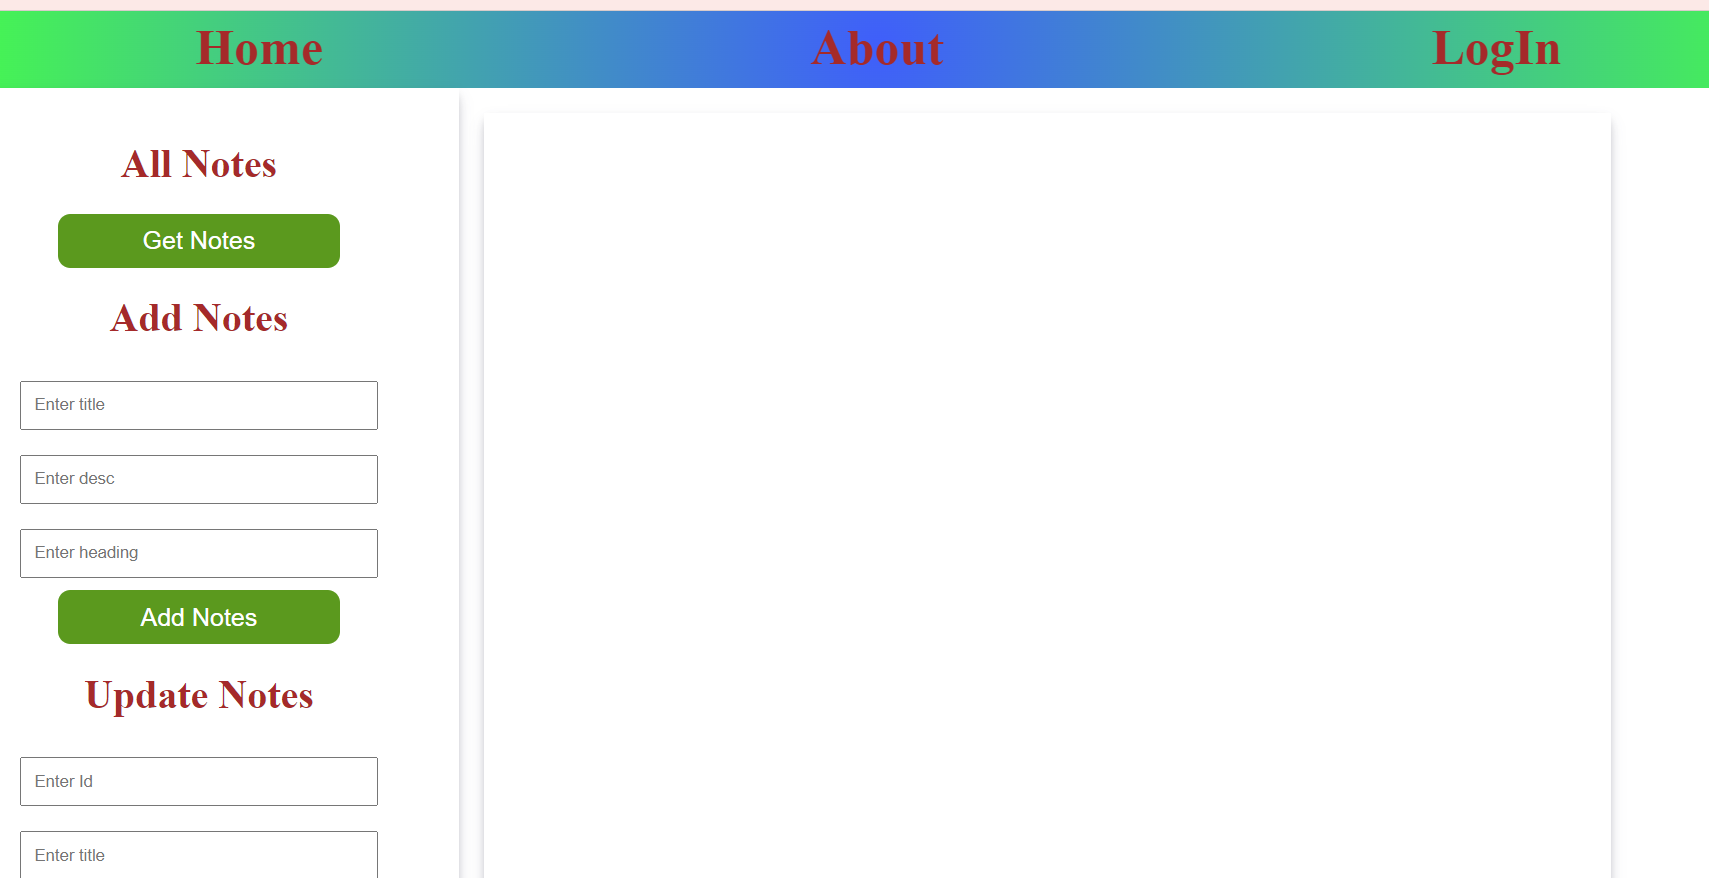 Home About LogIn
All Notes
Get Notes
Add Notes
Enter title
Enter desc
Enter heading
Add Notes
Update Notes
Enter Id
Enter title